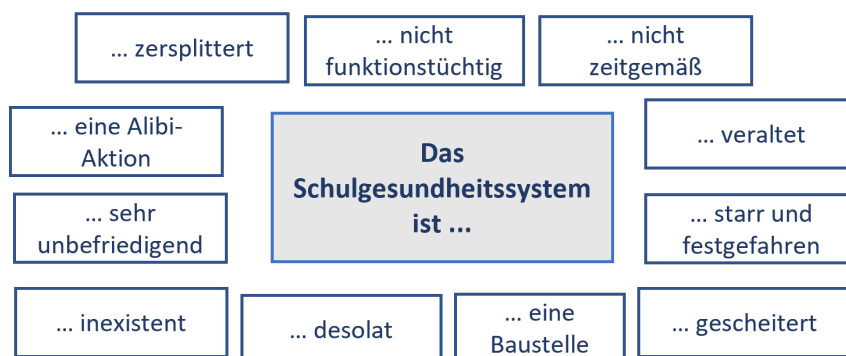 ... zersplittert
... nicht
funktionstüchtig
... nicht
zeitgemäß
... eine Alibi-
Aktion
Das
Schulgesundheitssystem
ist ...
... veraltet
... sehr
unbefriedigend
... starr und
festgefahren
... inexistent
... desolat
... eine
Baustelle
... gescheitert